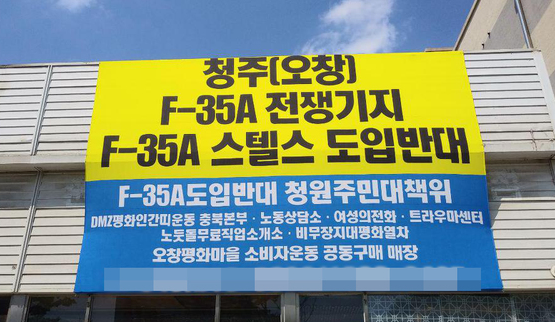 청주(오창)
F-35A 전쟁기지
F-35A 스텔스 도입반대
F-35A도입반대 청원주민대책위
DMZ평화인간띠운동 충북본부 · 노동상담소 · 여성의전화 · 트라우마센터
노둣돌무료직업소개소 · 비무장지대평화열차
오창평화마을 소비자운동 공동구매 매장